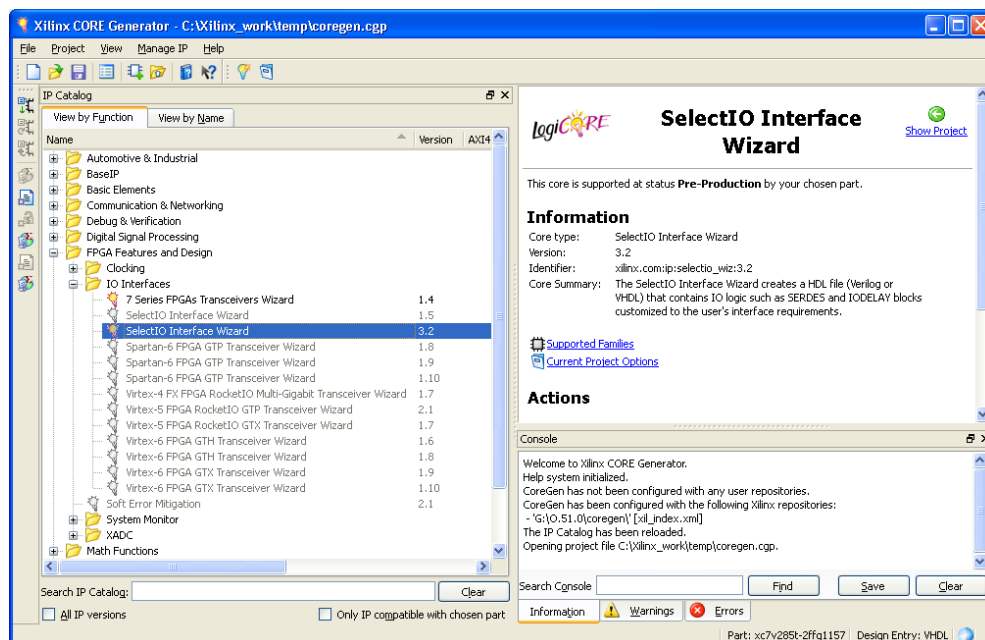 Xilinx CORE Generator - C:\Xilinx_work\temp\coregen.cgp
File Project View Manage IP Help
IP Catalog
View by Function View by Name
Name Version AXI4
Automotive & Industrial
BaseIP
Basic Elements
Communication & Networking
Debug & Verification
Digital Signal Processing
FPGA Features and Design
Clocking
IO Interfaces
7 Series FPGAs Transceivers Wizard 1.4
SelectIO Interface Wizard 1.5
SelectIO Interface Wizard 3.2
Spartan-6 FPGA GTP Transceiver Wizard 1.8
Spartan-6 FPGA GTP Transceiver Wizard 1.9
Spartan-6 FPGA GTP Transceiver Wizard 1.10
Virtex-4 FX FPGA RocketIO Multi-Gigabit Transceiver Wizard 1.7
Virtex-5 FPGA RocketIO GTP Transceiver Wizard 2.1
Virtex-5 FPGA RocketIO GTX Transceiver Wizard 1.7
Virtex-6 FPGA GTH Transceiver Wizard 1.6
Virtex-6 FPGA GTH Transceiver Wizard 1.8
Virtex-6 FPGA GTX Transceiver Wizard 1.9
Virtex-6 FPGA GTX Transceiver Wizard 1.10
Soft Error Mitigation 2.1
System Monitor
XADC
Math Functions
Search IP Catalog: Clear
All IP versions Only IP compatible with chosen part
LogiCORE
SelectIO Interface
Wizard
Show Project
This core is supported at status Pre-Production by your chosen part.
Information
Core type: SelectIO Interface Wizard
Version: 3.2
Identifier: xilinx.com:ip:selectio_wiz:3.2
Core Summary: The SelectIO Interface Wizard creates a HDL file (Verilog or
VHDL) that contains IO logic such as SERDES and IODELAY blocks
customized to the user's interface requirements.
Supported Families
Current Project Options
Actions
Console
Welcome to Xilinx CORE Generator.
Help system initialized.
CoreGen has not been configured with any user repositories.
CoreGen has been configured with the following Xilinx repositories:
- 'G:\O.51.0\coregen\' [xil_index.xml]
The IP Catalog has been reloaded.
Opening project file C:\Xilinx_work\temp\coregen.cgp.
Search Console Find Save Clear
Information Warnings Errors
Part: xc7v285t-2ffg1157 Design Entry: VHDL